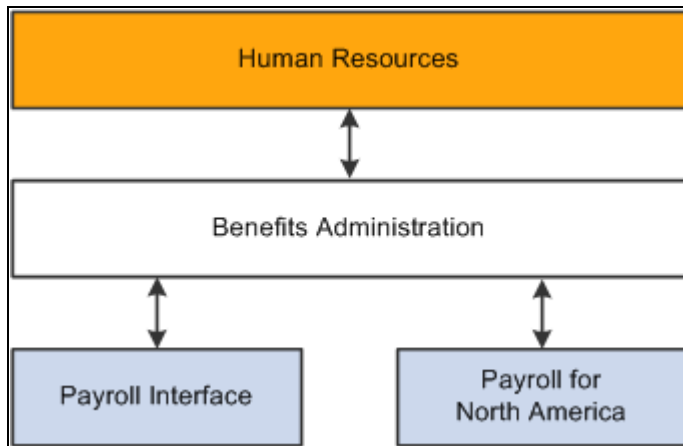 Human Resources
Benefits Administration
Payroll Interface
Payroll for
North America